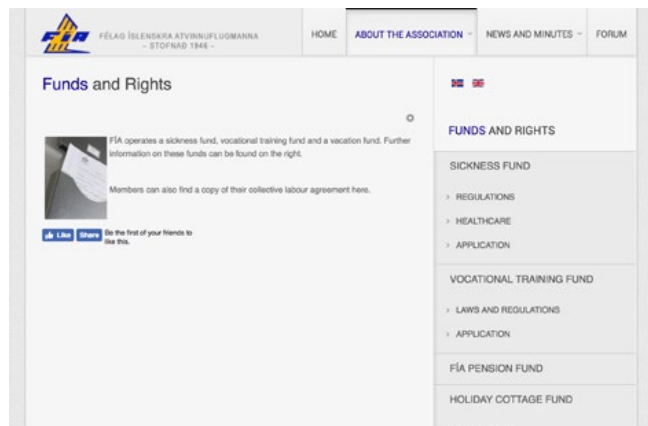 FÍA
FÉLAG ÍSLENSKRA ATVINNUFLUGMANNA
– STOFNAÐ 1946 –
HOME
ABOUT THE ASSOCIATION
NEWS AND MINUTES
FORUM
Funds and Rights
FÍA operates a sickness fund, vocational training fund and a vacation fund. Further
information on these funds can be found on the right.
Members can also find a copy of their collective labour agreement here.
Like
Share
Be the first of your friends to
like this.
FUNDS AND RIGHTS
SICKNESS FUND
› REGULATIONS
› HEALTHCARE
› APPLICATION
VOCATIONAL TRAINING FUND
› LAWS AND REGULATIONS
› APPLICATION
FÍA PENSION FUND
HOLIDAY COTTAGE FUND